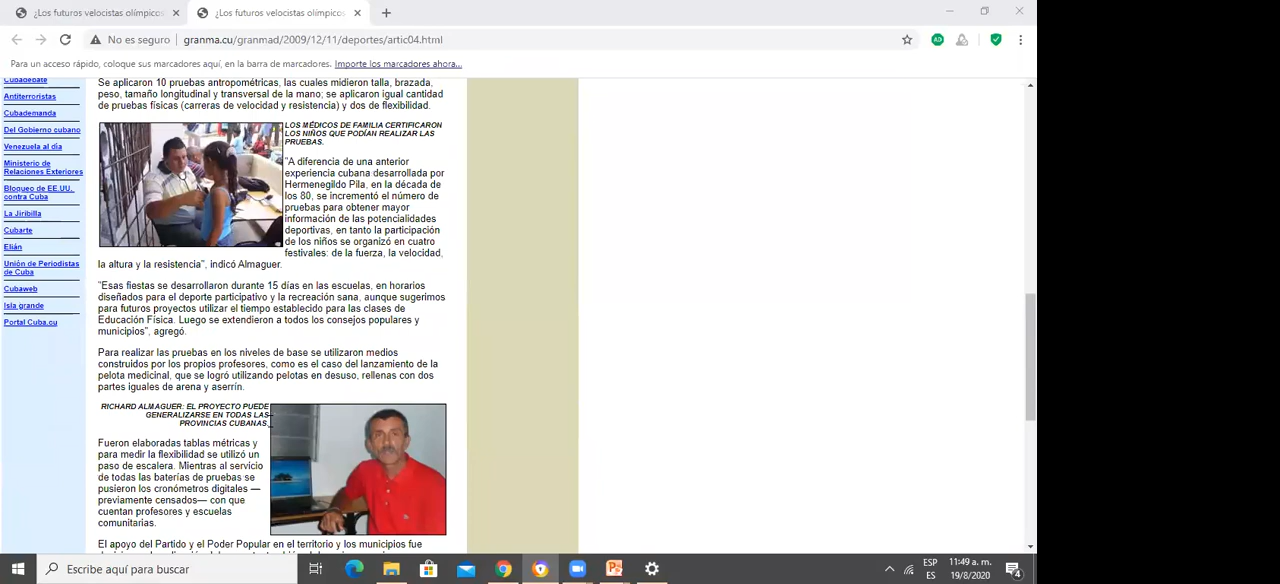 ¿Los futuros velocistas olímpicos
¿Los futuros velocistas olímpicos
No es seguro
granma.cu/granmad/2009/12/11/deportes/artic04.html
Para un acceso rápido, coloque sus marcadores aquí, en la barra de marcadores. Importe los marcadores ahora...
Cubadebate
Antiterroristas
Cubademanda
Del Gobierno cubano
Venezuela al día
Ministerio de
Relaciones Exteriores
Bloqueo de EE.UU.
contra Cuba
La Jiribilla
Cubarte
Elián
Unión de Periodistas
de Cuba
Cubaweb
Isla grande
Portal Cuba.cu
Se aplicaron 10 pruebas antropométricas, las cuales midieron talla, brazada,
peso, tamaño longitudinal y transversal de la mano; se aplicaron igual cantidad
de pruebas físicas (carreras de velocidad y resistencia) y dos de flexibilidad.
LOS MÉDICOS DE FAMILIA CERTIFICARON
LOS NIÑOS QUE PODÍAN REALIZAR LAS
PRUEBAS.
"A diferencia de una anterior
experiencia cubana desarrollada por
Hermenegildo Pila, en la década de
los 80, se incrementó el número de
pruebas para obtener mayor
información de las potencialidades
deportivas, en tanto la participación
de los niños se organizó en cuatro
festivales: de la fuerza, la velocidad,
la altura y la resistencia", indicó Almaguer.
"Esas fiestas se desarrollaron durante 15 días en las escuelas, en horarios
diseñados para el deporte participativo y la recreación sana, aunque sugerimos
para futuros proyectos utilizar el tiempo establecido para las clases de
Educación Física. Luego se extendieron a todos los consejos populares y
municipios", agregó.
Para realizar las pruebas en los niveles de base se utilizaron medios
construidos por los propios profesores, como es el caso del lanzamiento de la
pelota medicinal, que se logró utilizando pelotas en desuso, rellenas con dos
partes iguales de arena y aserrín.
RICHARD ALMAGUER: EL PROYECTO PUEDE
GENERALIZARSE EN TODAS LAS
PROVINCIAS CUBANAS.
Fueron elaboradas tablas métricas y
para medir la flexibilidad se utilizó un
paso de escalera. Mientras al servicio
de todas las baterías de pruebas se
pusieron los cronómetros digitales —
previamente censados— con que
cuentan profesores y escuelas
comunitarias.
El apoyo del Partido y el Poder Popular en el territorio y los municipios fue
Escribe aquí para buscar
ESP
ES
11:49 a. m.
19/8/2020
4